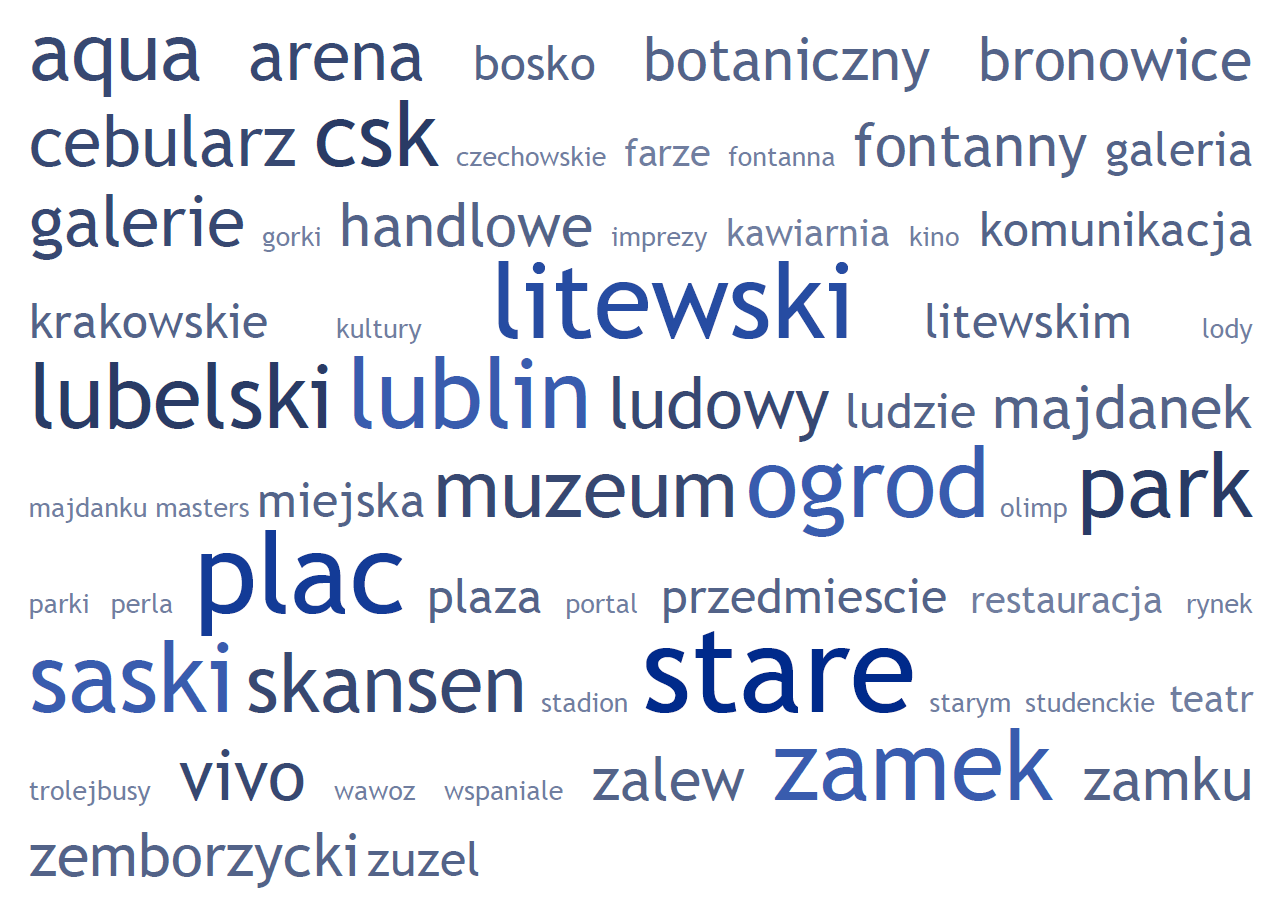 aqua arena bosko botaniczny bronowice
cebularz csk czechowskie farze fontanna fontanny galeria
galerie gorki handlowe imprezy kawiarnia kino komunikacja
krakowskie kultury litewski litewskim lody
lubelski lublin ludowy ludzie majdanek
majdanku masters miejska muzeum ogrod olimp park
parki perla plac plaza portal przedmiescie restauracja rynek
saski skansen stadion stare starym studenckie teatr
trolejbusy vivo wawoz wspaniale zalew zamek zamku
zemborzycki zuzel